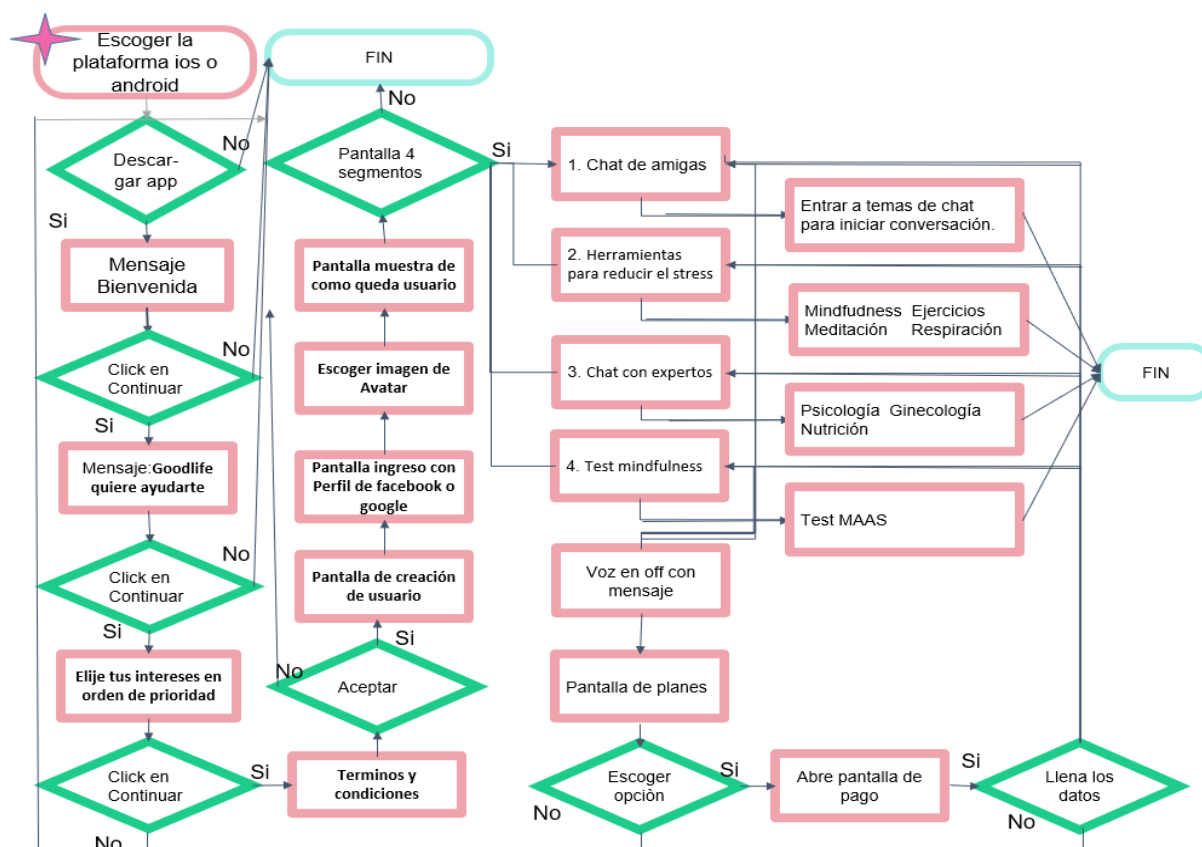 Escoger la
plataforma ios o
android
No
Descar-
gar app
Si
Mensaje
Bienvenida
No
Click en
Continuar
Si
Mensaje:Goodlife
quiere ayudarte
No
Click en
Continuar
Si
Elije tus intereses en
orden de prioridad
Click en
Continuar
Si
No
Terminos y
condiciones
No
Aceptar
Si
Pantalla de creación
de usuario
Pantalla ingreso con
Perfil de facebook o
google
Escoger imagen de
Avatar
Pantalla muestra de
como queda usuario
Pantalla 4
segmentos
No
FIN
Si
1. Chat de amigas
Entrar a temas de chat
para iniciar conversación.
2. Herramientas
para reducir el stress
Mindfudness Ejercicios
Meditación Respiración
3. Chat con expertos
Psicología Ginecología
Nutrición
4. Test mindfulness
Test MAAS
FIN
Voz en off con
mensaje
Pantalla de planes
Escoger
opciòn
Si
No
Abre pantalla de
pago
Si
Llena los
datos
No